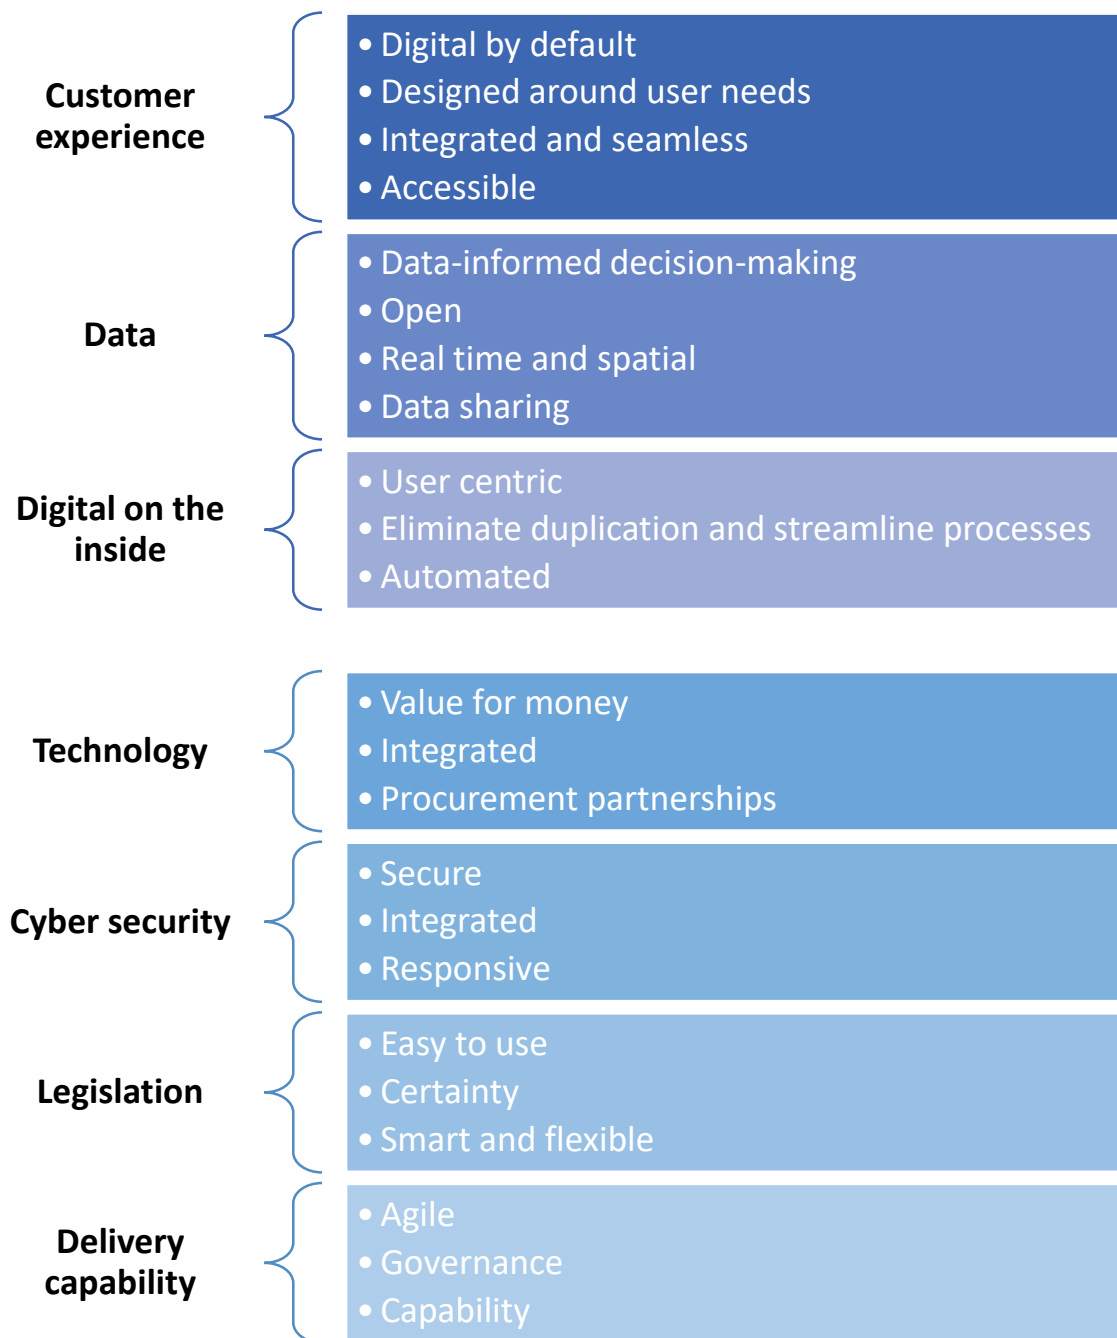 Customer
experience
• Digital by default
• Designed around user needs
• Integrated and seamless
• Accessible
Data
• Data-informed decision-making
• Open
• Real time and spatial
• Data sharing
Digital on the
inside
• User centric
• Eliminate duplication and streamline processes
• Automated
Technology
• Value for money
• Integrated
• Procurement partnerships
Cyber security
• Secure
• Integrated
• Responsive
Legislation
• Easy to use
• Certainty
• Smart and flexible
Delivery
capability
• Agile
• Governance
• Capability